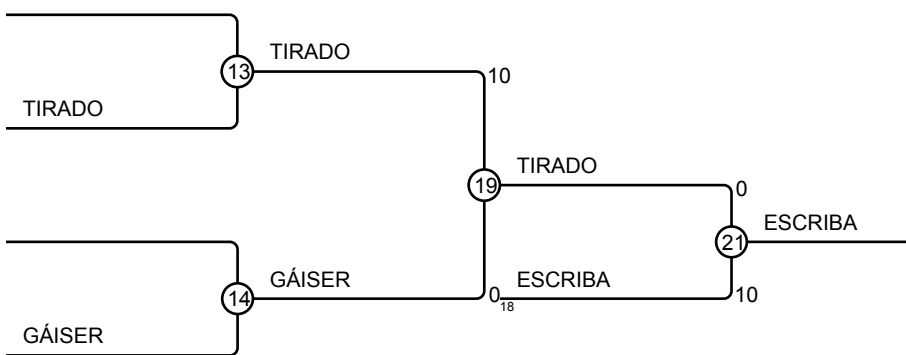 TIRADO
13
10
TIRADO
TIRADO
19
0
ESCRIBA
21
GÁISER
14
0
18
ESCRIBA
10
GÁISER